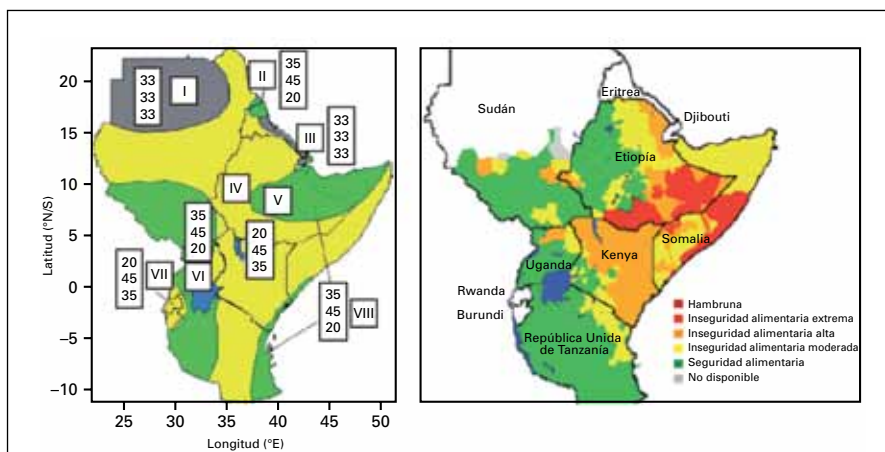 Latitud (°N/S)
20
15
10
5
0
–5
–10
25
30
35
40
45
50
Longitud (°E)
33
33
33
I
II
35
45
20
III
33
33
33
IV
V
35
45
20
VI
20
45
35
VII
20
45
35
35
45
20
VIII
Sudán
Eritrea
Djibouti
Etiopía
Somalia
Kenya
Uganda
Rwanda
Burundi
República Unida
de Tanzanía
Hambruna
Inseguridad alimentaria extrema
Inseguridad alimentaria alta
Inseguridad alimentaria moderada
Seguridad alimentaria
No disponible